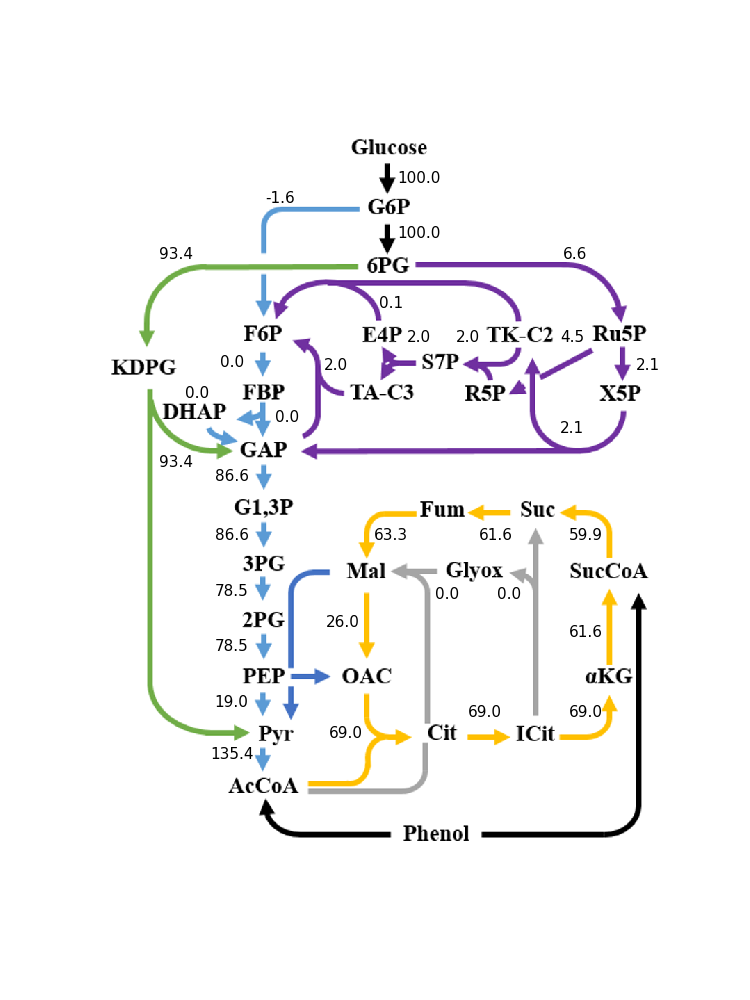 Glucose
100.0
-1.6
G6P
100.0
93.4
6PG
6.6
0.1
F6P
E4P
2.0
2.0
TK-C2
4.5
Ru5P
0.0
2.0
S7P
2.1
KDPG
0.0
FBP
TA-C3
R5P
X5P
DHAP
0.0
2.1
GAP
93.4
86.6
G1,3P
Fum
Suc
86.6
63.3
61.6
59.9
3PG
Mal
Glyox
SucCoA
78.5
0.0
0.0
2PG
26.0
61.6
78.5
PEP
OAC
αKG
19.0
69.0
69.0
Pyr
69.0
Cit
ICit
135.4
AcCoA
Phenol